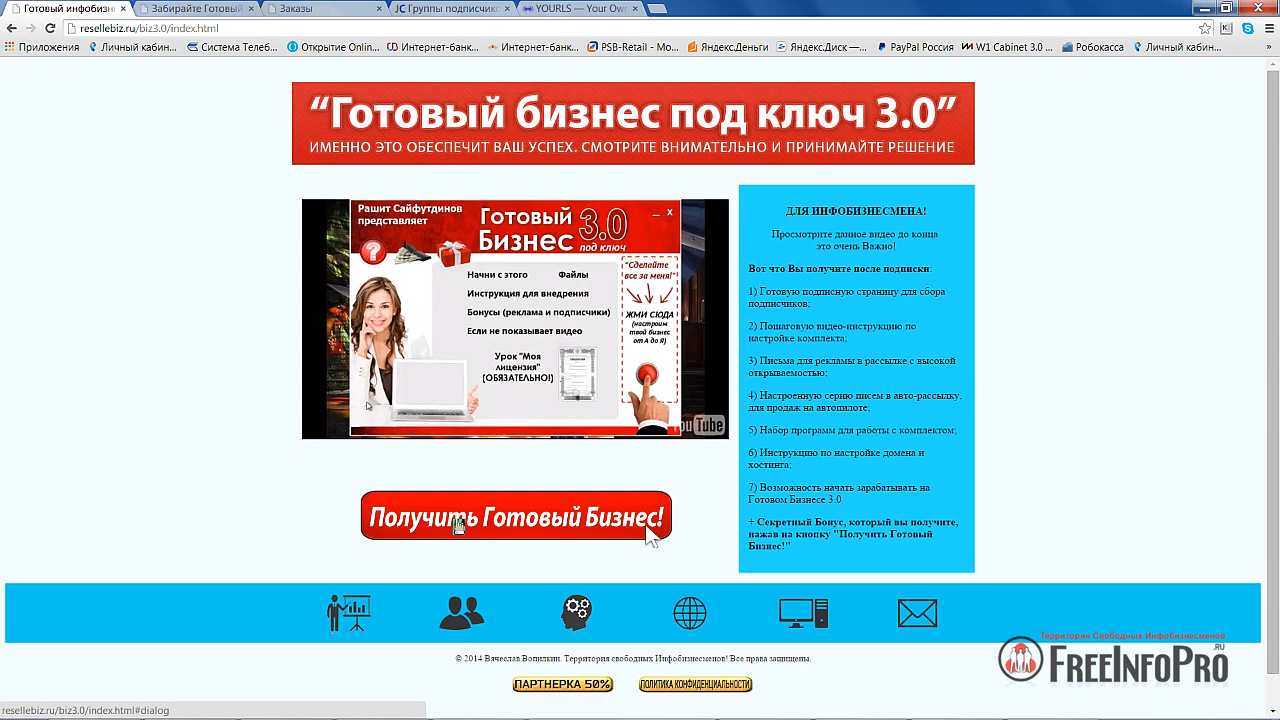 Готовый инфобизн
Забирайте Готовый
Заказы
JC Группы подписчико
YOURLS — Your Own
resellebiz.ru/biz3.0/index.html
Приложения
Личный кабин...
Система Телеб...
Открытие Onlin...
Интернет-банк...
Интернет-банк...
PSB-Retail - Mo...
Яндекс.Деньги
Яндекс.Диск —...
PayPal Россия
W1 Cabinet 3.0 ...
Робокасса
Личный кабин...
“Готовый бизнес под ключ 3.0”
ИМЕННО ЭТО ОБЕСПЕЧИТ ВАШ УСПЕХ. СМОТРИТЕ ВНИМАТЕЛЬНО И ПРИНИМАЙТЕ РЕШЕНИЕ
Рашит Сайфутдинов
представляет
Готовый
Бизнес
3.0
под ключ
Начни с этого
Файлы
Инструкция для внедрения
Бонусы (реклама и подписчики)
Если не показывает видео
Урок "Моя
лицензия"
(ОБЯЗАТЕЛЬНО!)
"Сделайте
все за меня!"
ЖМИ СЮДА
(настроим
твой бизнес
от А до Я)
YouTube
ДЛЯ ИНФОБИЗНЕСМЕНА!
Просмотрите данное видео до конца
это очень Важно!
Вот что Вы получите после подписки:
1) Готовую подписную страницу для сбора
подписчиков;
2) Пошаговую видео-инструкцию по
настройке комплекта;
3) Письма для рекламы в рассылке с высокой
открываемостью;
4) Настроенную серию писем в авто-рассылку,
для продаж на автопилоте;
5) Набор программ для работы с комплектом;
6) Инструкцию по настройке домена и
хостинга;
7) Возможность начать зарабатывать на
Готовом Бизнесе 3.0
+ Секретный Бонус, который вы получите,
нажав на кнопку "Получить Готовый
Бизнес!"
Получить Готовый Бизнес!
© 2014 Вячеслав Вопилкин. Территория свободных Инфобизнесменов! Все права защищены.
ПАРТНЕРКА 50%
ПОЛИТИКА КОНФИДЕНЦИАЛЬНОСТИ
Территория Свободных Инфобизнесменов
FREEINFOPRO
.RU
resellebiz.ru/biz3.0/index.html#dialog